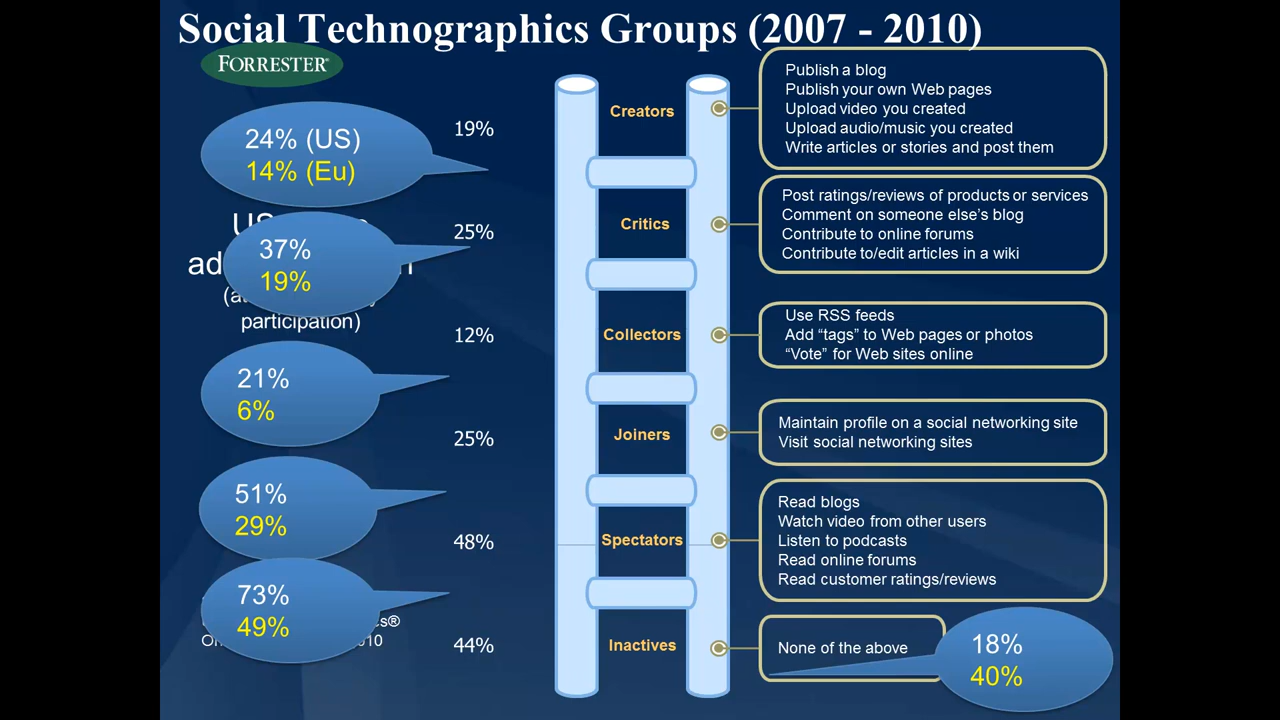 Social Technographics Groups (2007 - 2010)
FORRESTER®
24% (US)
14% (Eu)
37%
19%
participation)
21%
6%
51%
29%
73%
49%
19%
25%
12%
25%
48%
44%
Creators
Critics
Collectors
Joiners
Spectators
Inactives
Publish a blog
Publish your own Web pages
Upload video you created
Upload audio/music you created
Write articles or stories and post them
Post ratings/reviews of products or services
Comment on someone else’s blog
Contribute to online forums
Contribute to/edit articles in a wiki
Use RSS feeds
Add “tags” to Web pages or photos
“Vote” for Web sites online
Maintain profile on a social networking site
Visit social networking sites
Read blogs
Watch video from other users
Listen to podcasts
Read online forums
Read customer ratings/reviews
None of the above
18%
40%